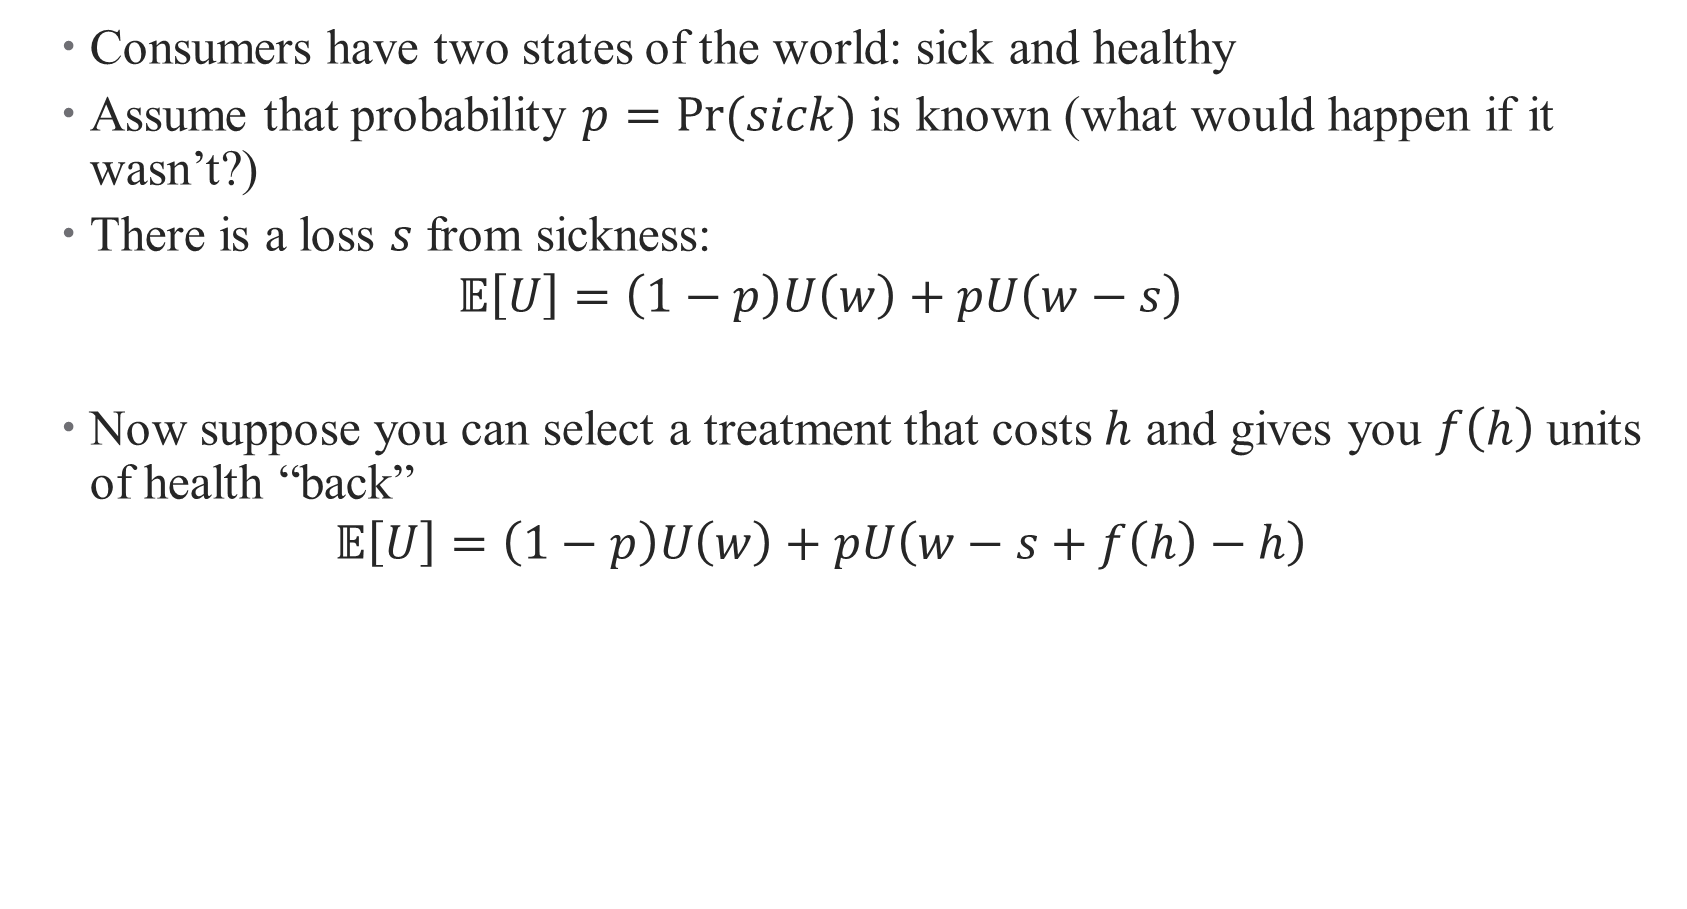 • Consumers have two states of the world: sick and healthy
• Assume that probability 𝑝 = Pr(𝑠𝑖𝑐𝑘) is known (what would happen if it
wasn’t?)
• There is a loss 𝑠 from sickness:
𝔼[𝑈] = (1 − 𝑝)𝑈(𝑤) + 𝑝𝑈(𝑤 − 𝑠)
• Now suppose you can select a treatment that costs ℎ and gives you 𝑓(ℎ) units
of health “back”
𝔼[𝑈] = (1 − 𝑝)𝑈(𝑤) + 𝑝𝑈(𝑤 − 𝑠 + 𝑓(ℎ) − ℎ)